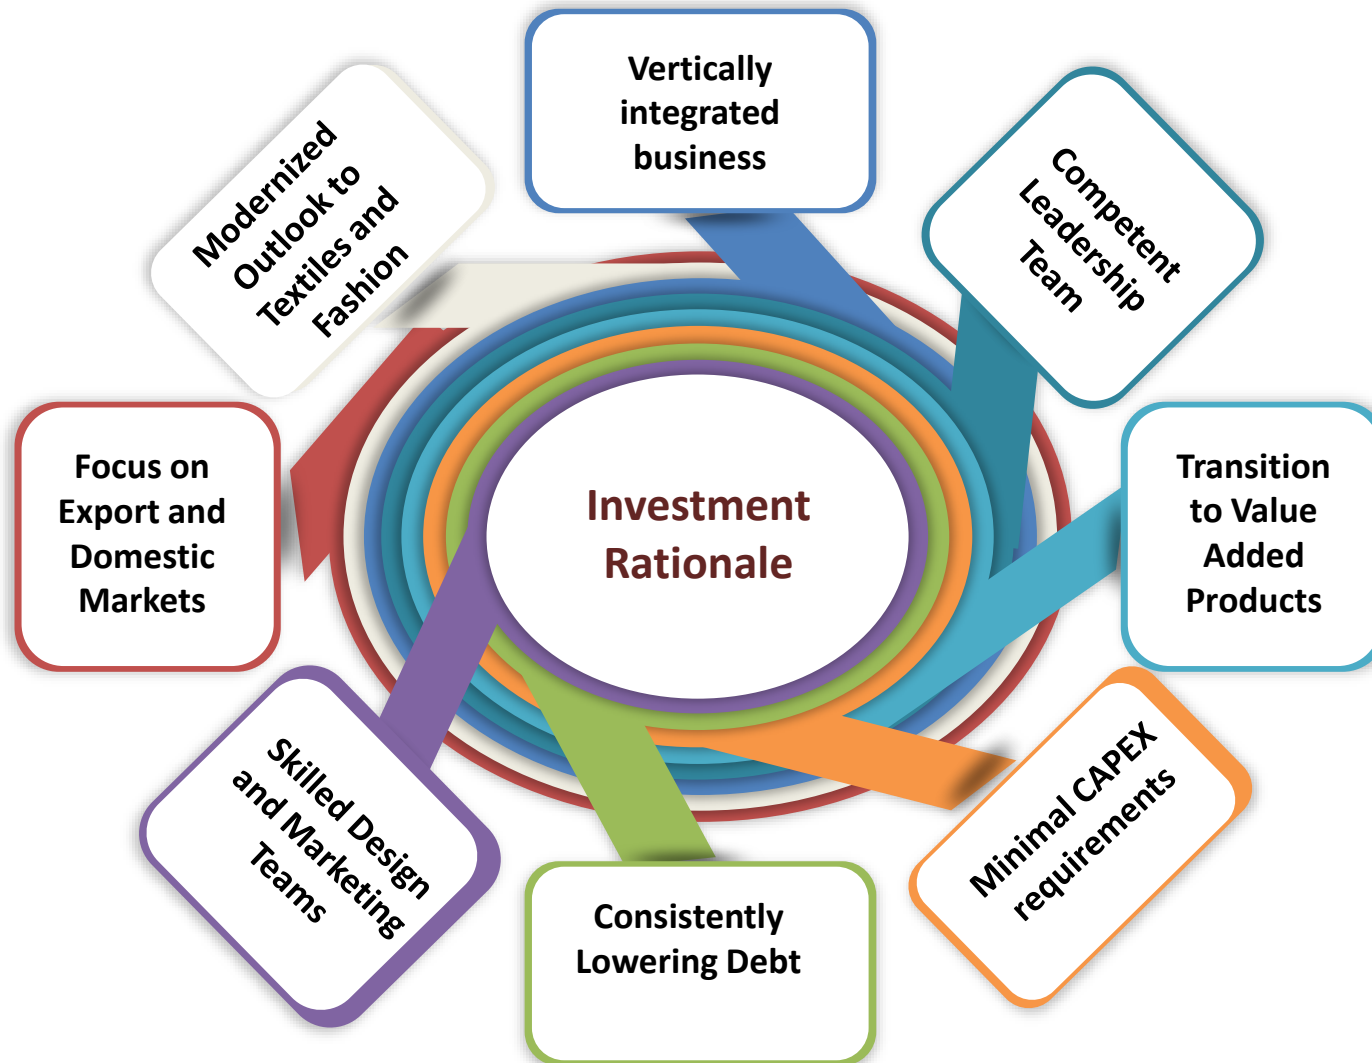 Vertically
integrated
business
Competent
Leadership
Team
Transition
to Value
Added
Products
Minimal CAPEX
requirements
Consistently
Lowering Debt
Skilled Design
and Marketing
Teams
Focus on
Export and
Domestic
Markets
Modernized
Outlook to
Textiles and
Fashion
Investment
Rationale